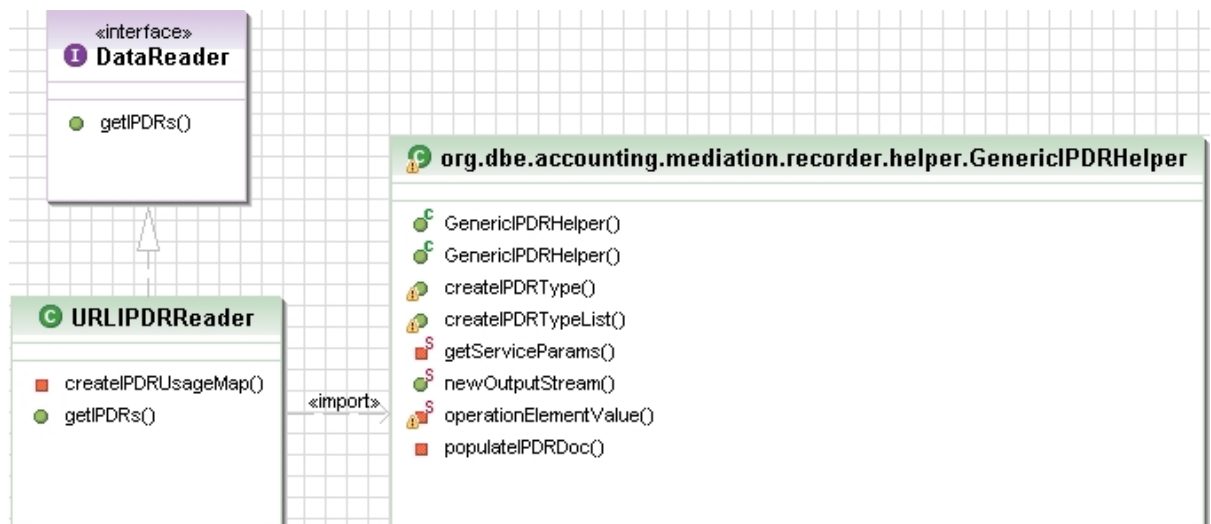 «interface»
I DataReader
getIPDRs()
C org.dbe.accounting.mediation.recorder.helper.GenericIPDRHelper
C GenericIPDRHelper()
C GenericIPDRHelper()
createIPDRType()
createIPDRTypeList()
S getServiceParams()
S newOutputStream()
S operationElementValue()
populateIPDRDoc()
C URLIPDRReader
createIPDRUsageMap()
getIPDRs()
«import»